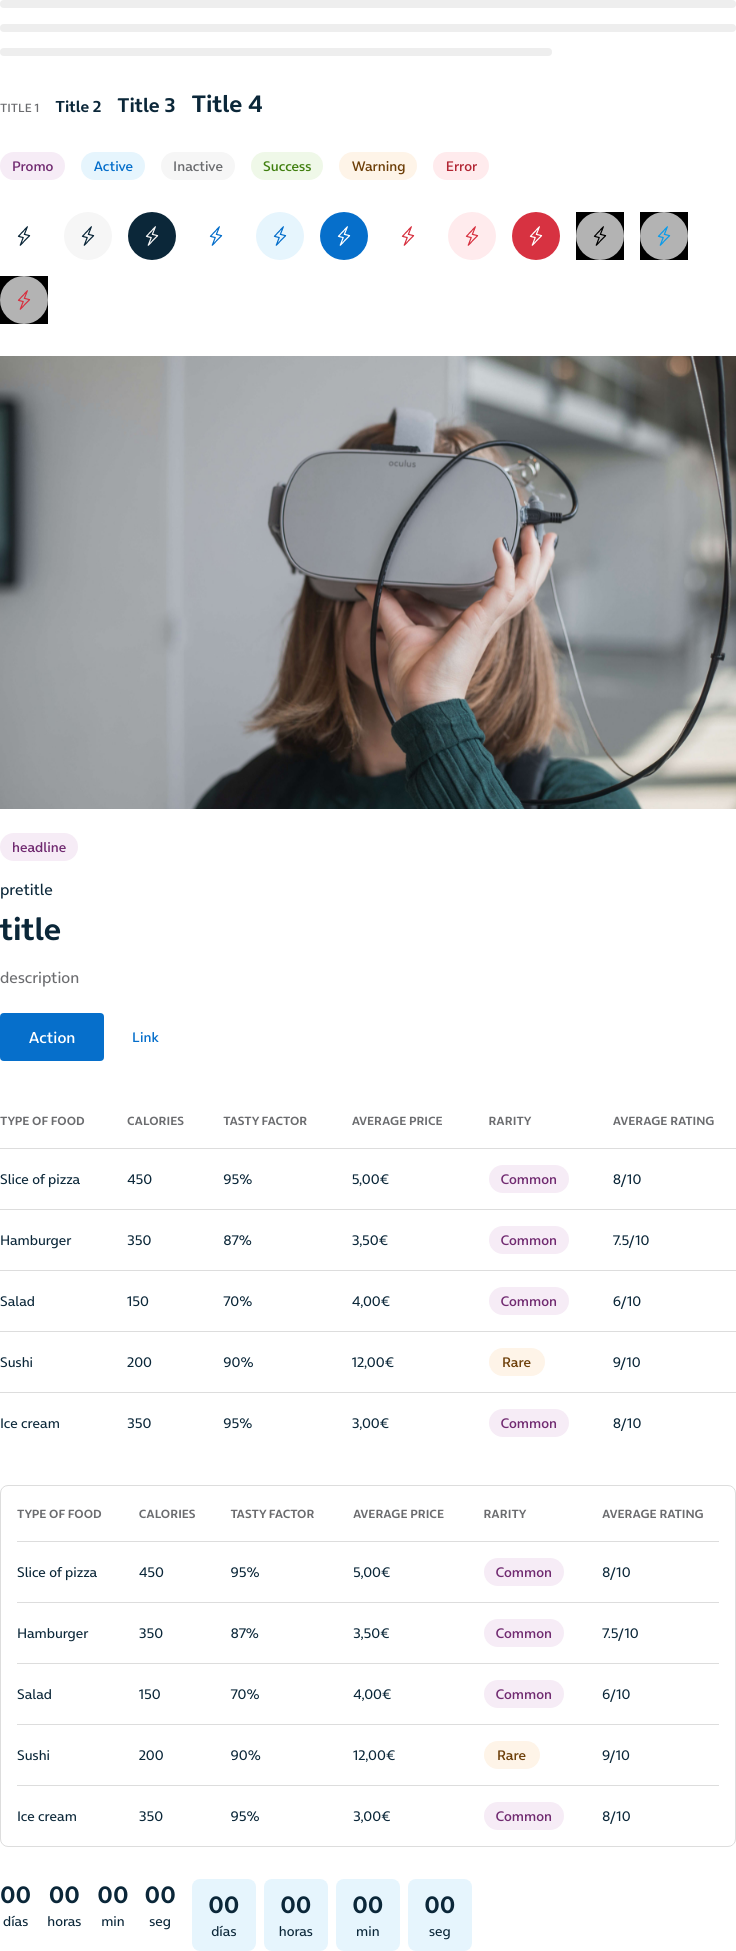 TITLE 1 Title 2 Title 3 Title 4
Promo Active Inactive Success Warning Error
oculus
headline
pretitle
title
description
Action Link
TYPE OF FOOD CALORIES TASTY FACTOR AVERAGE PRICE RARITY AVERAGE RATING
Slice of pizza 450 95% 5,00€ Common 8/10
Hamburger 350 87% 3,50€ Common 7.5/10
Salad 150 70% 4,00€ Common 6/10
Sushi 200 90% 12,00€ Rare 9/10
Ice cream 350 95% 3,00€ Common 8/10
TYPE OF FOOD CALORIES TASTY FACTOR AVERAGE PRICE RARITY AVERAGE RATING
Slice of pizza 450 95% 5,00€ Common 8/10
Hamburger 350 87% 3,50€ Common 7.5/10
Salad 150 70% 4,00€ Common 6/10
Sushi 200 90% 12,00€ Rare 9/10
Ice cream 350 95% 3,00€ Common 8/10
00 00 00 00 00 00 00 00
días horas min seg días horas min seg